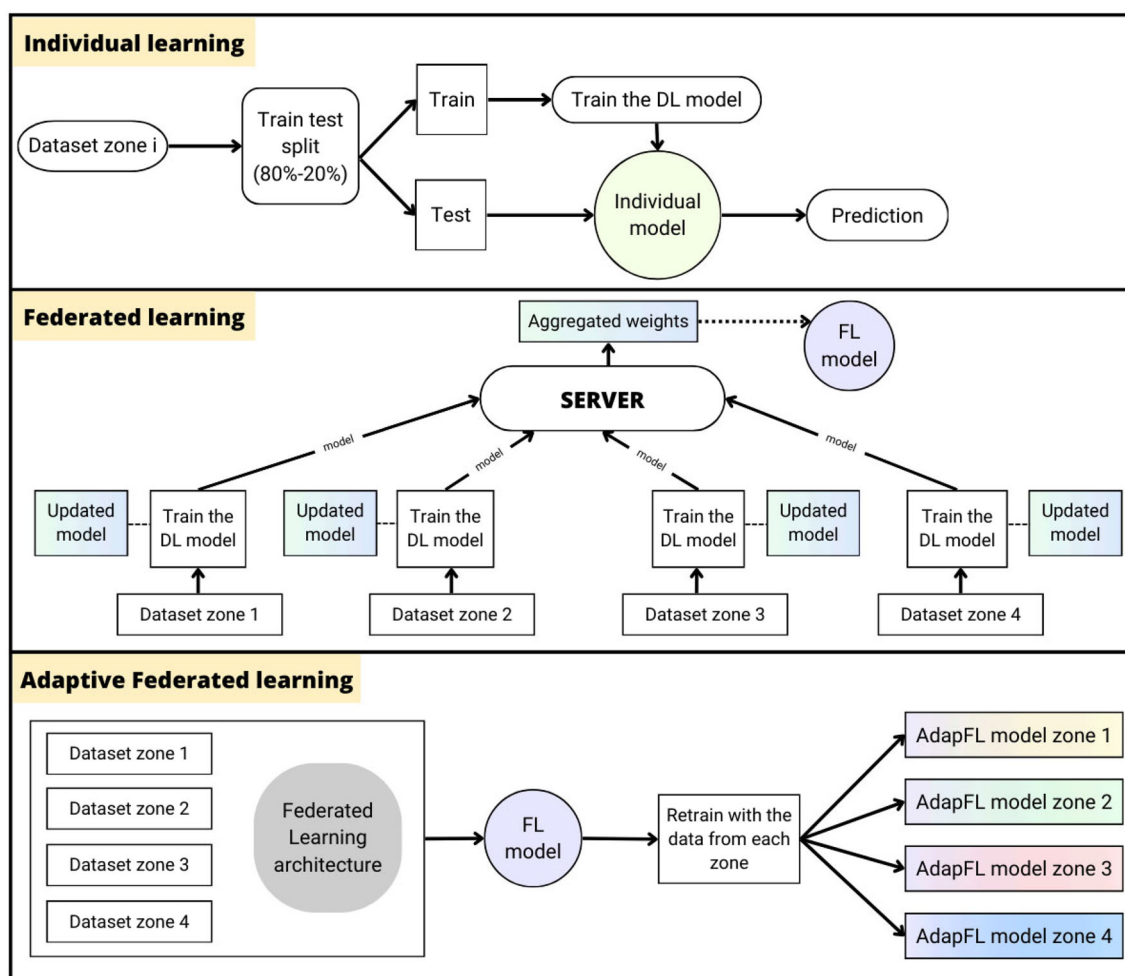 Individual learning
Dataset zone i
Train test
split
(80%-20%)
Train
Test
Train the DL model
Individual
model
Prediction
Federated learning
Aggregated weights
FL
model
SERVER
model
model
model
model
Updated
model
Train the
DL model
Updated
model
Train the
DL model
Train the
DL model
Updated
model
Train the
DL model
Updated
model
Dataset zone 1
Dataset zone 2
Dataset zone 3
Dataset zone 4
Adaptive Federated learning
Dataset zone 1
Dataset zone 2
Dataset zone 3
Dataset zone 4
Federated
Learning
architecture
FL
model
Retrain with the
data from each
zone
AdapFL model zone 1
AdapFL model zone 2
AdapFL model zone 3
AdapFL model zone 4